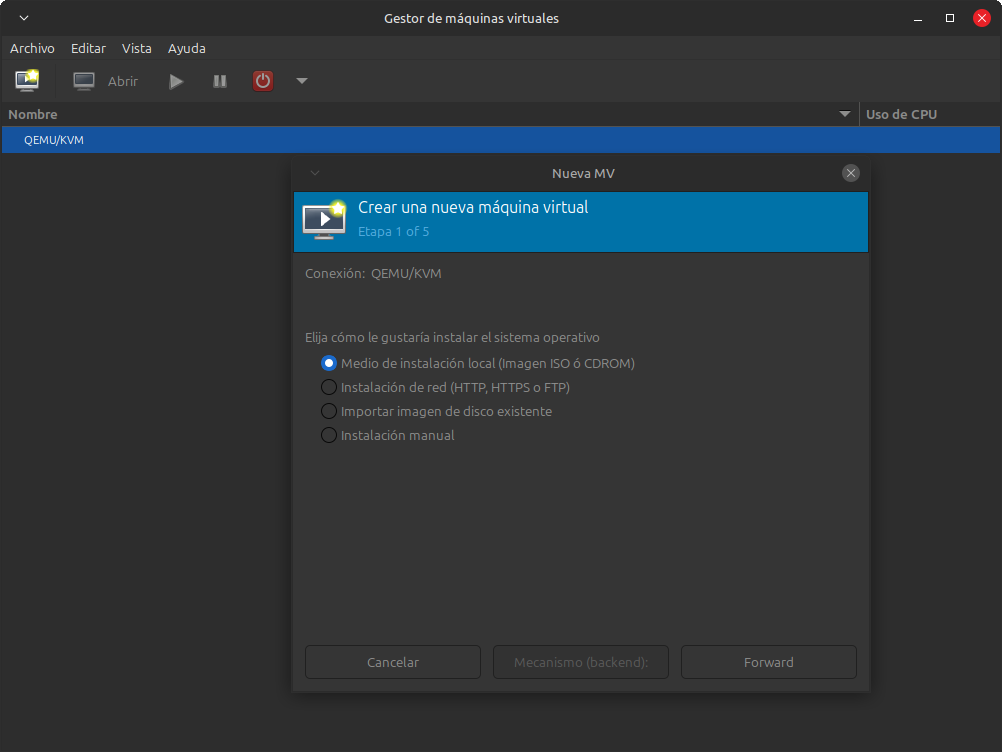 Gestor de máquinas virtuales
Archivo Editar Vista Ayuda
Abrir
Nombre Uso de CPU
QEMU/KVM
Nueva MV
Crear una nueva máquina virtual
Etapa 1 of 5
Conexión: QEMU/KVM
Elija cómo le gustaría instalar el sistema operativo
Medio de instalación local (Imagen ISO ó CDROM)
Instalación de red (HTTP, HTTPS o FTP)
Importar imagen de disco existente
Instalación manual
Cancelar Mecanismo (backend): Forward